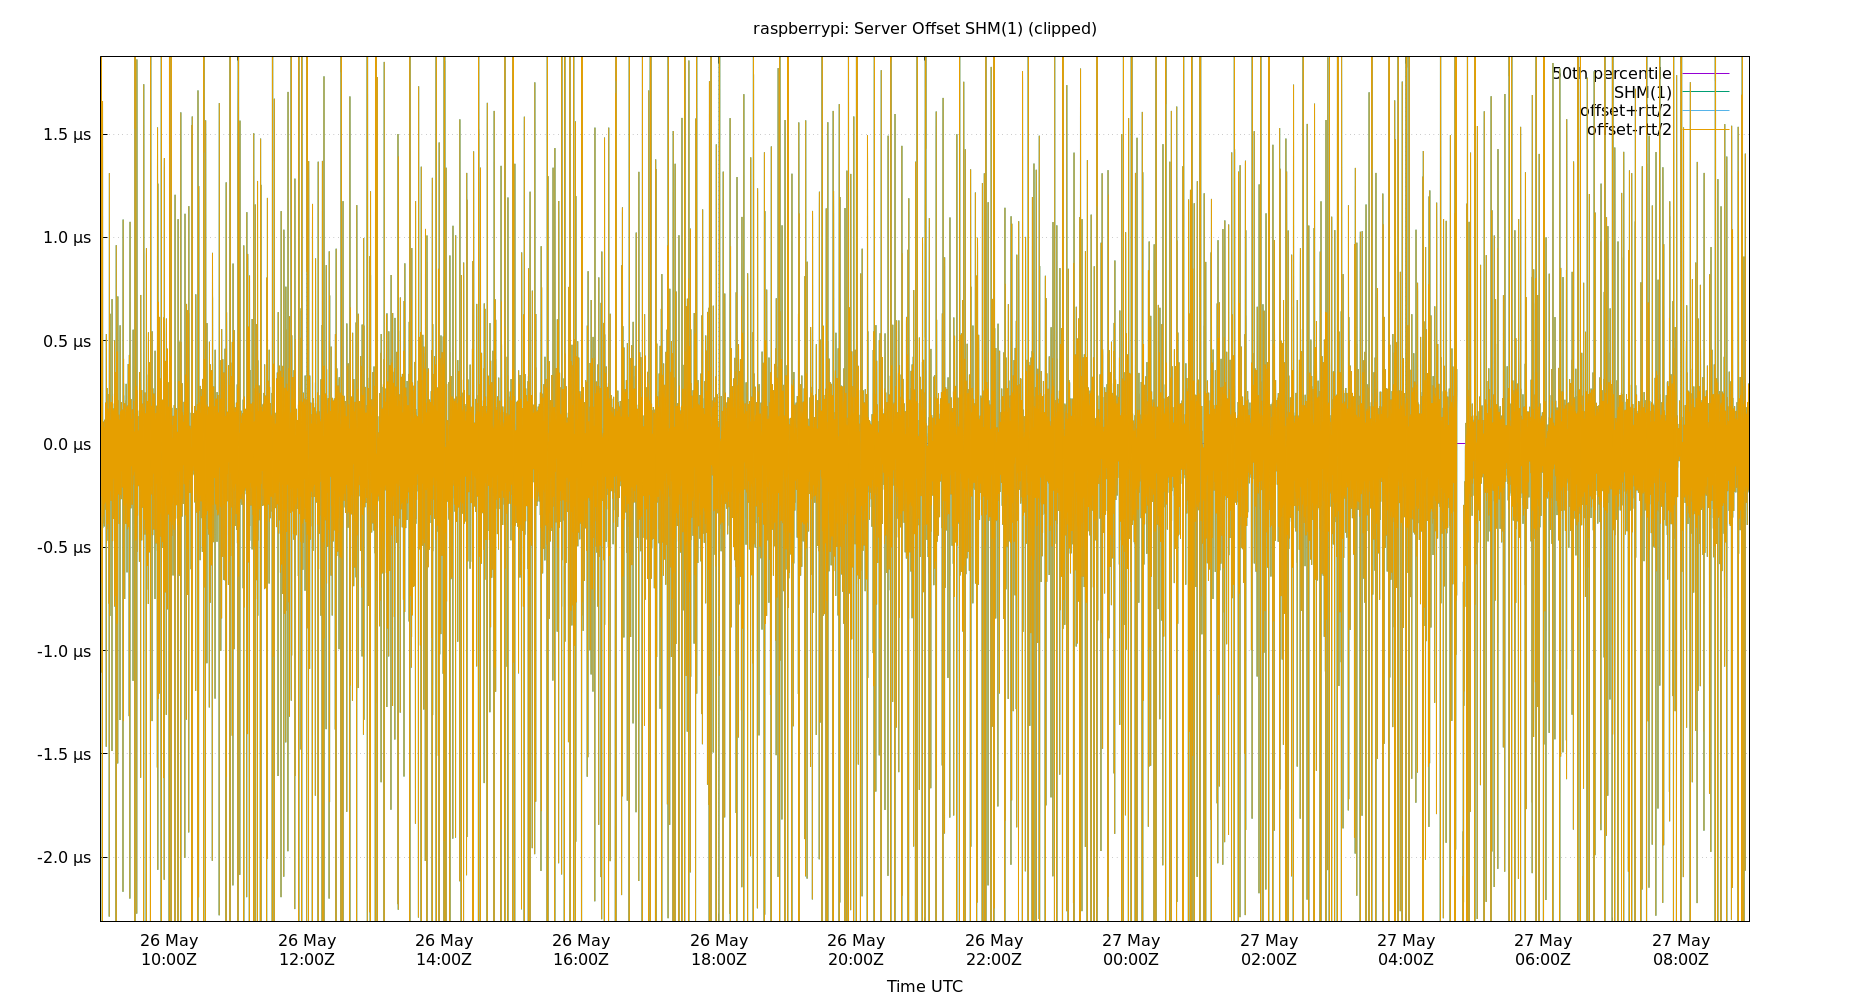 raspberrypi: Server Offset SHM(1) (clipped)
50th percentile
SHM(1)
offset+rtt/2
offset-rtt/2
1.5 µs
1.0 µs
0.5 µs
0.0 µs
-0.5 µs
-1.0 µs
-1.5 µs
-2.0 µs
26 May 26 May 26 May 26 May 26 May 26 May 26 May 27 May 27 May 27 May 27 May 27 May
10:00Z 12:00Z 14:00Z 16:00Z 18:00Z 20:00Z 22:00Z 00:00Z 02:00Z 04:00Z 06:00Z 08:00Z
Time UTC